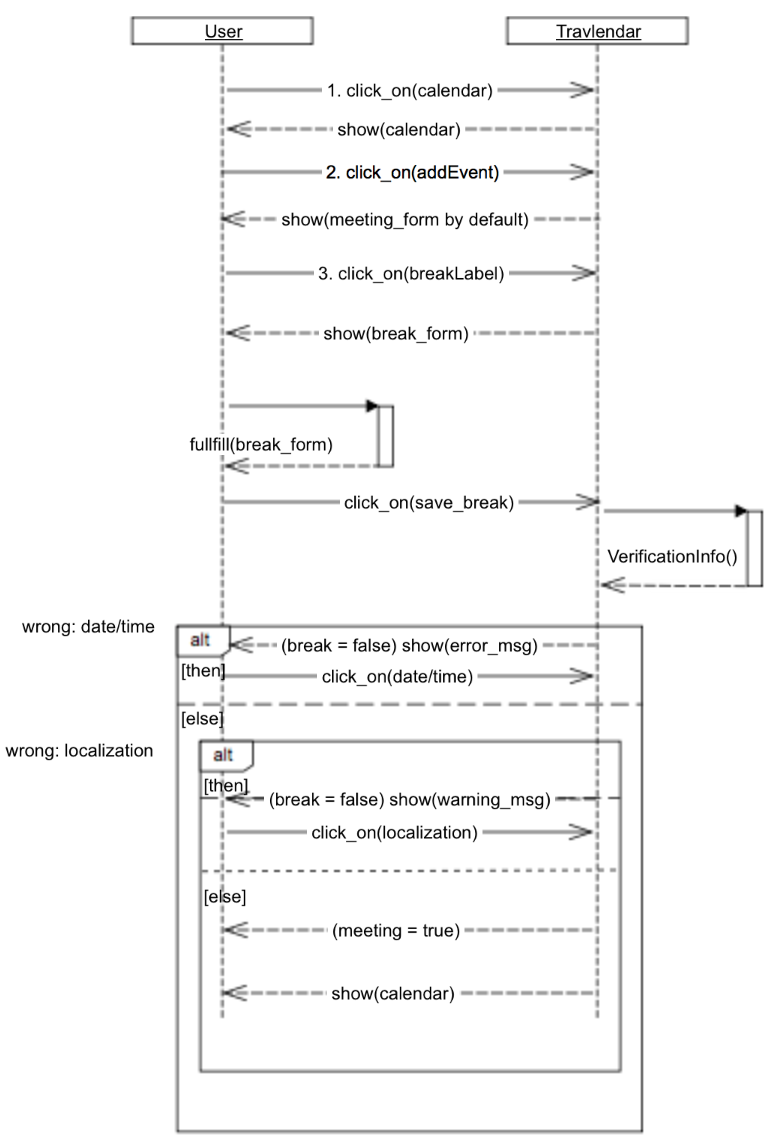 User
Travlendar
1. click_on(calendar)
show(calendar)
2. click_on(addEvent)
show(meeting_form by default)
3. click_on(breakLabel)
show(break_form)
fullfill(break_form)
click_on(save_break)
VerificationInfo()
wrong: date/time
alt
(break = false) show(error_msg)
[then]
click_on(date/time)
[else]
wrong: localization
alt
[then]
(break = false) show(warning_msg)
click_on(localization)
[else]
(meeting = true)
show(calendar)